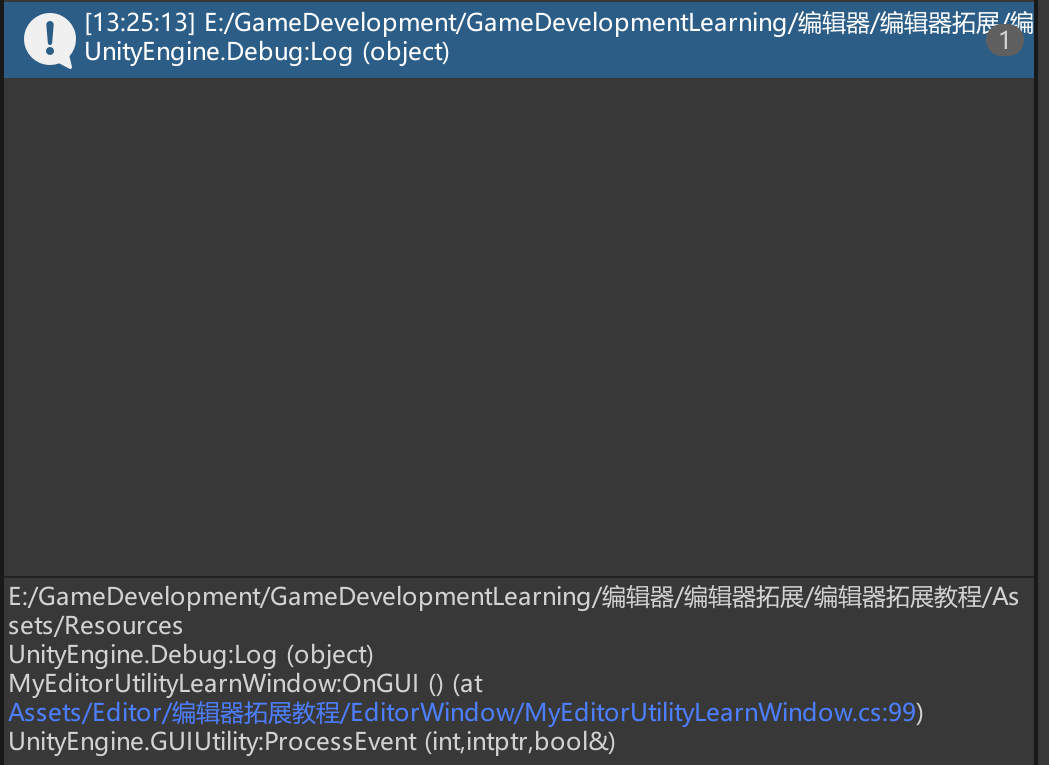 [13:25:13] E:/GameDevelopment/GameDevelopmentLearning/编辑器/编辑器拓展/编
UnityEngine.Debug:Log (object)
1
E:/GameDevelopment/GameDevelopmentLearning/编辑器/编辑器拓展/编辑器拓展教程/As
sets/Resources
UnityEngine.Debug:Log (object)
MyEditorUtilityLearnWindow:OnGUI () (at
Assets/Editor/编辑器拓展教程/EditorWindow/MyEditorUtilityLearnWindow.cs:99)
UnityEngine.GUIUtility:ProcessEvent (int,intptr,bool&)